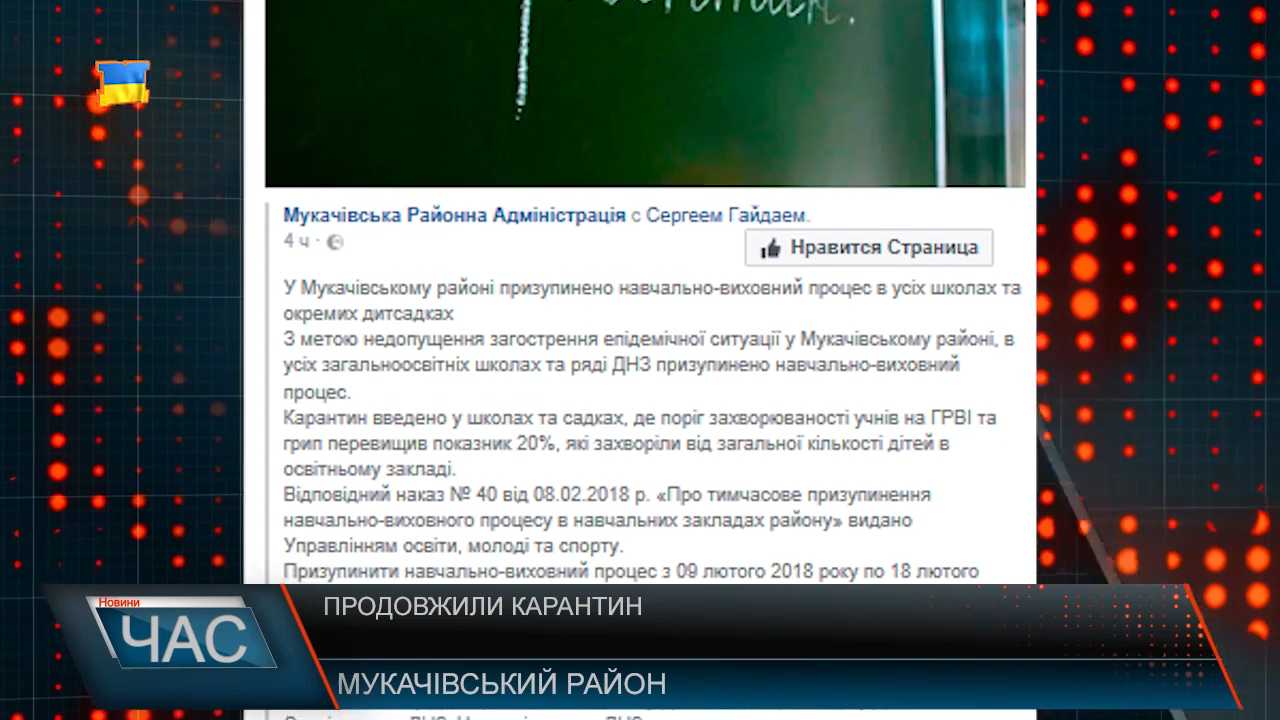 Мукачівська Районна Адміністрація с Сергеем Гайдаем.
4 ч ·
Нравится Страница
У Мукачівському районі призупинено навчально-виховний процес в усіх школах та
окремих дитсадках
З метою недопущення загострення епідемічної ситуації у Мукачівському районі, в
усіх загальноосвітніх школах та ряді ДНЗ призупинено навчально-виховний
процес.
Карантин введено у школах та садках, де поріг захворюваності учнів на ГРВІ та
грип перевищив показник 20%, які захворіли від загальної кількості дітей в
освітньому закладі.
Відповідний наказ № 40 від 08.02.2018 р. «Про тимчасове призупинення
навчально-виховного процесу в навчальних закладах району» видано
Управлінням освіти, молоді та спорту.
Призупинити навчально-виховний процес з 09 лютого 2018 року по 18 лютого
Новини
ЧАС
ПРОДОВЖИЛИ КАРАНТИН
МУКАЧІВСЬКИЙ РАЙОН